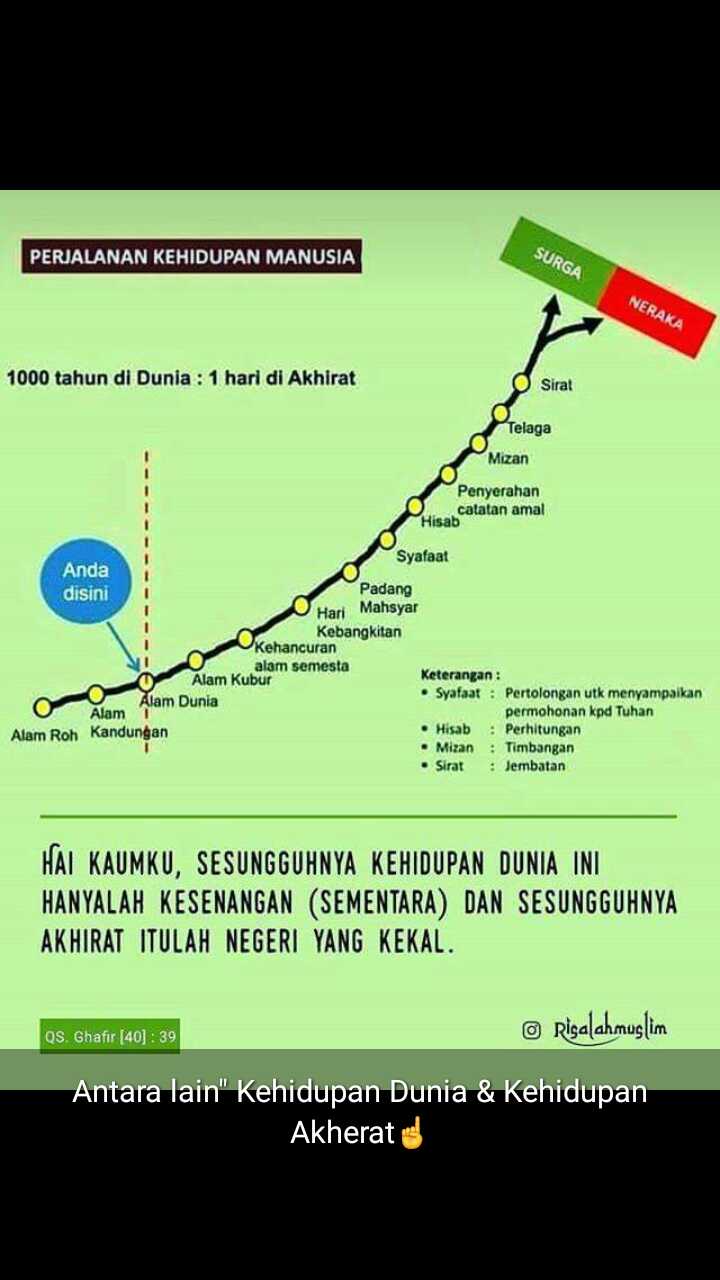 PERJALANAN KEHIDUPAN MANUSIA
SURGA
NERAKA
1000 tahun di Dunia : 1 hari di Akhirat
Sirat
Telaga
Mizan
Penyerahan
catatan amal
Hisab
Syafaat
Padang
Mahsyar
Hari
Kebangkitan
Kehancuran
alam semesta
Alam Kubur
Anda
disini
Alam Dunia
Alam
Kandungan
Alam Roh
Keterangan :
• Syafaat : Pertolongan utk menyampaikan
permohonan kpd Tuhan
• Hisab : Perhitungan
• Mizan : Timbangan
• Sirat : Jembatan
HAI KAUMKU, SESUNGGUHNYA KEHIDUPAN DUNIA INI
HANYALAH KESENANGAN (SEMENTARA) DAN SESUNGGUHNYA
AKHIRAT ITULAH NEGERI YANG KEKAL.
QS. Ghafir [40] : 39
Risalahmuslim
Antara lain" Kehidupan Dunia & Kehidupan
Akherat☝